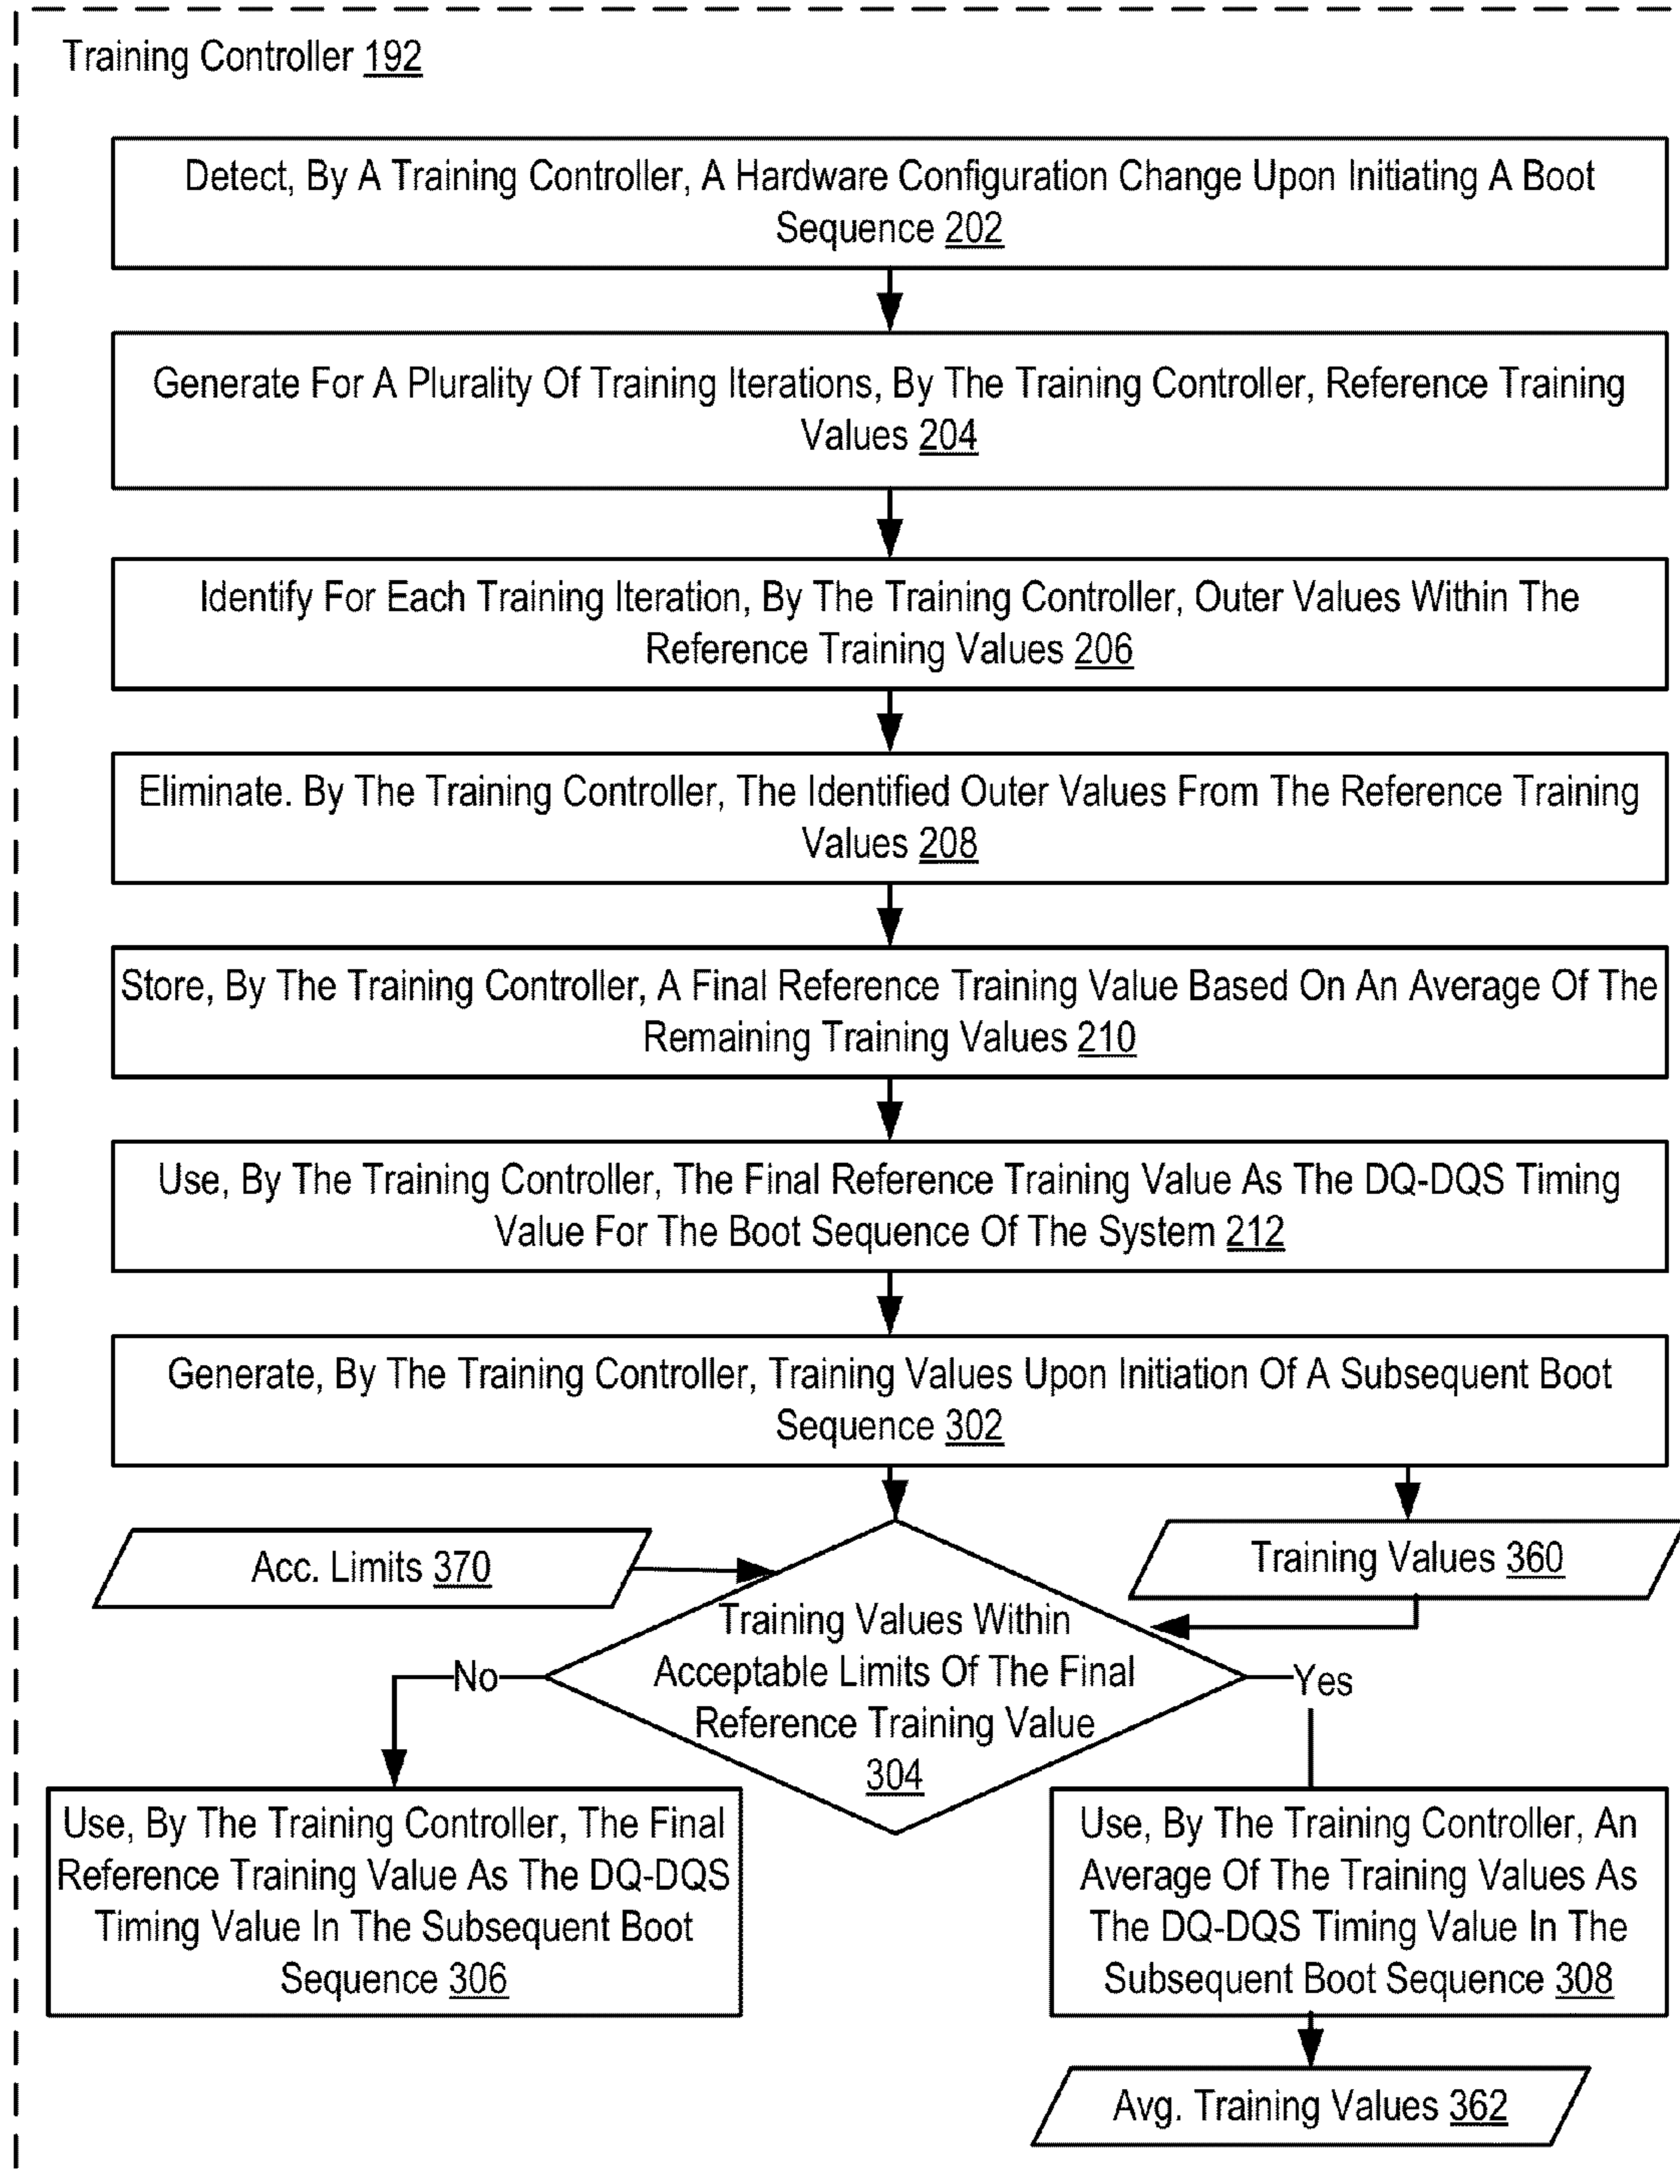 Training Controller 192
Detect, By A Training Controller, A Hardware Configuration Change Upon Initiating A Boot
Sequence 202
Generate For A Plurality Of Training Iterations, By The Training Controller, Reference Training
Values 204
Identify For Each Training Iteration, By The Training Controller, Outer Values Within The
Reference Training Values 206
Eliminate. By The Training Controller, The Identified Outer Values From The Reference Training
Values 208
Store, By The Training Controller, A Final Reference Training Value Based On An Average Of The
Remaining Training Values 210
Use, By The Training Controller, The Final Reference Training Value As The DQ-DQS Timing
Value For The Boot Sequence Of The System 212
Generate, By The Training Controller, Training Values Upon Initiation Of A Subsequent Boot
Sequence 302
Acc. Limits 370
Training Values 360
Training Values Within
Acceptable Limits Of The Final
Reference Training Value
304
No
Yes
Use, By The Training Controller, The Final
Reference Training Value As The DQ-DQS
Timing Value In The Subsequent Boot
Sequence 306
Use, By The Training Controller, An
Average Of The Training Values As
The DQ-DQS Timing Value In The
Subsequent Boot Sequence 308
Avg. Training Values 362